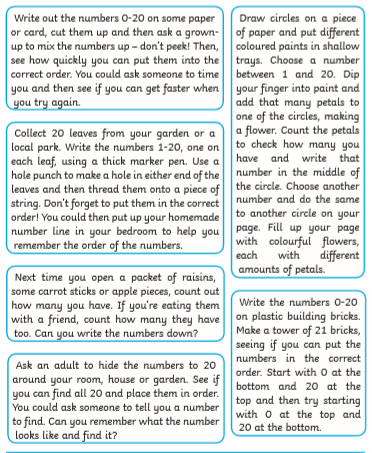 Write out the numbers 0-20 on some paper
or card, cut them up and then ask a grown-
up to mix the numbers up – don't peek! Then,
see how quickly you can put them into the
correct order. You could ask someone to time
you and then see if you can get faster when
you try again.
Collect 20 leaves from your garden or a
local park. Write the numbers 1-20, one on
each leaf, using a thick marker pen. Use a
hole punch to make a hole in either end of the
leaves and then thread them onto a piece of
string. Don't forget to put them in the correct
order! You could then put up your homemade
number line in your bedroom to help you
remember the order of the numbers.
Next time you open a packet of raisins,
some carrot sticks or apple pieces, count out
how many you have. If you're eating them
with a friend, count how many they have
too. Can you write the numbers down?
Ask an adult to hide the numbers to 20
around your room, house or garden. See if
you can find all 20 and place them in order.
You could ask someone to tell you a number
to find. Can you remember what the number
looks like and find it?
Draw circles on a piece
of paper and put different
coloured paints in shallow
trays. Choose a number
between 1 and 20. Dip
your finger into paint and
add that many petals to
one of the circles, making
a flower. Count the petals
to check how many you
have and write that
number in the middle of
the circle. Choose another
number and do the same
to another circle on your
page. Fill up your page
with colourful flowers,
each with different
amounts of petals.
Write the numbers 0-20
on plastic building bricks.
Make a tower of 21 bricks,
seeing if you can put the
numbers in the correct
order. Start with 0 at the
bottom and 20 at the
top and then try starting
with 0 at the top and
20 at the bottom.